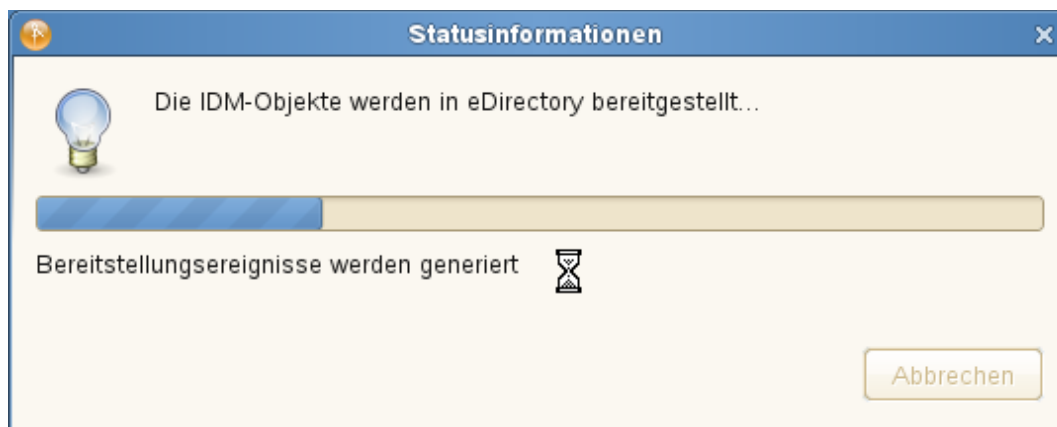 Statusinformationen
Die IDM-Objekte werden in eDirectory bereitgestellt...
Bereitstellungsereignisse werden generiert
Abbrechen